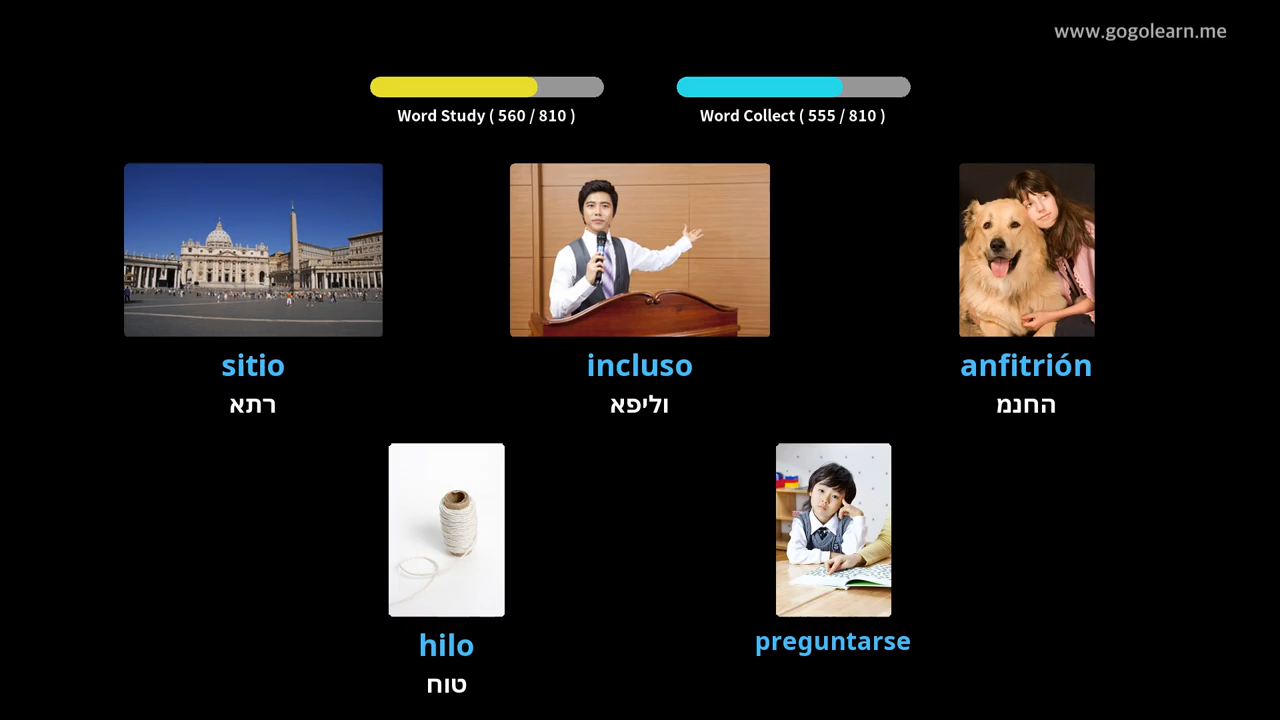 www.gogolearn.me
Word Study ( 560 / 810 )
Word Collect ( 555 / 810 )
sitio
רתא
incluso
וליפא
anfitrión
החנמ
hilo
טוח
preguntarse